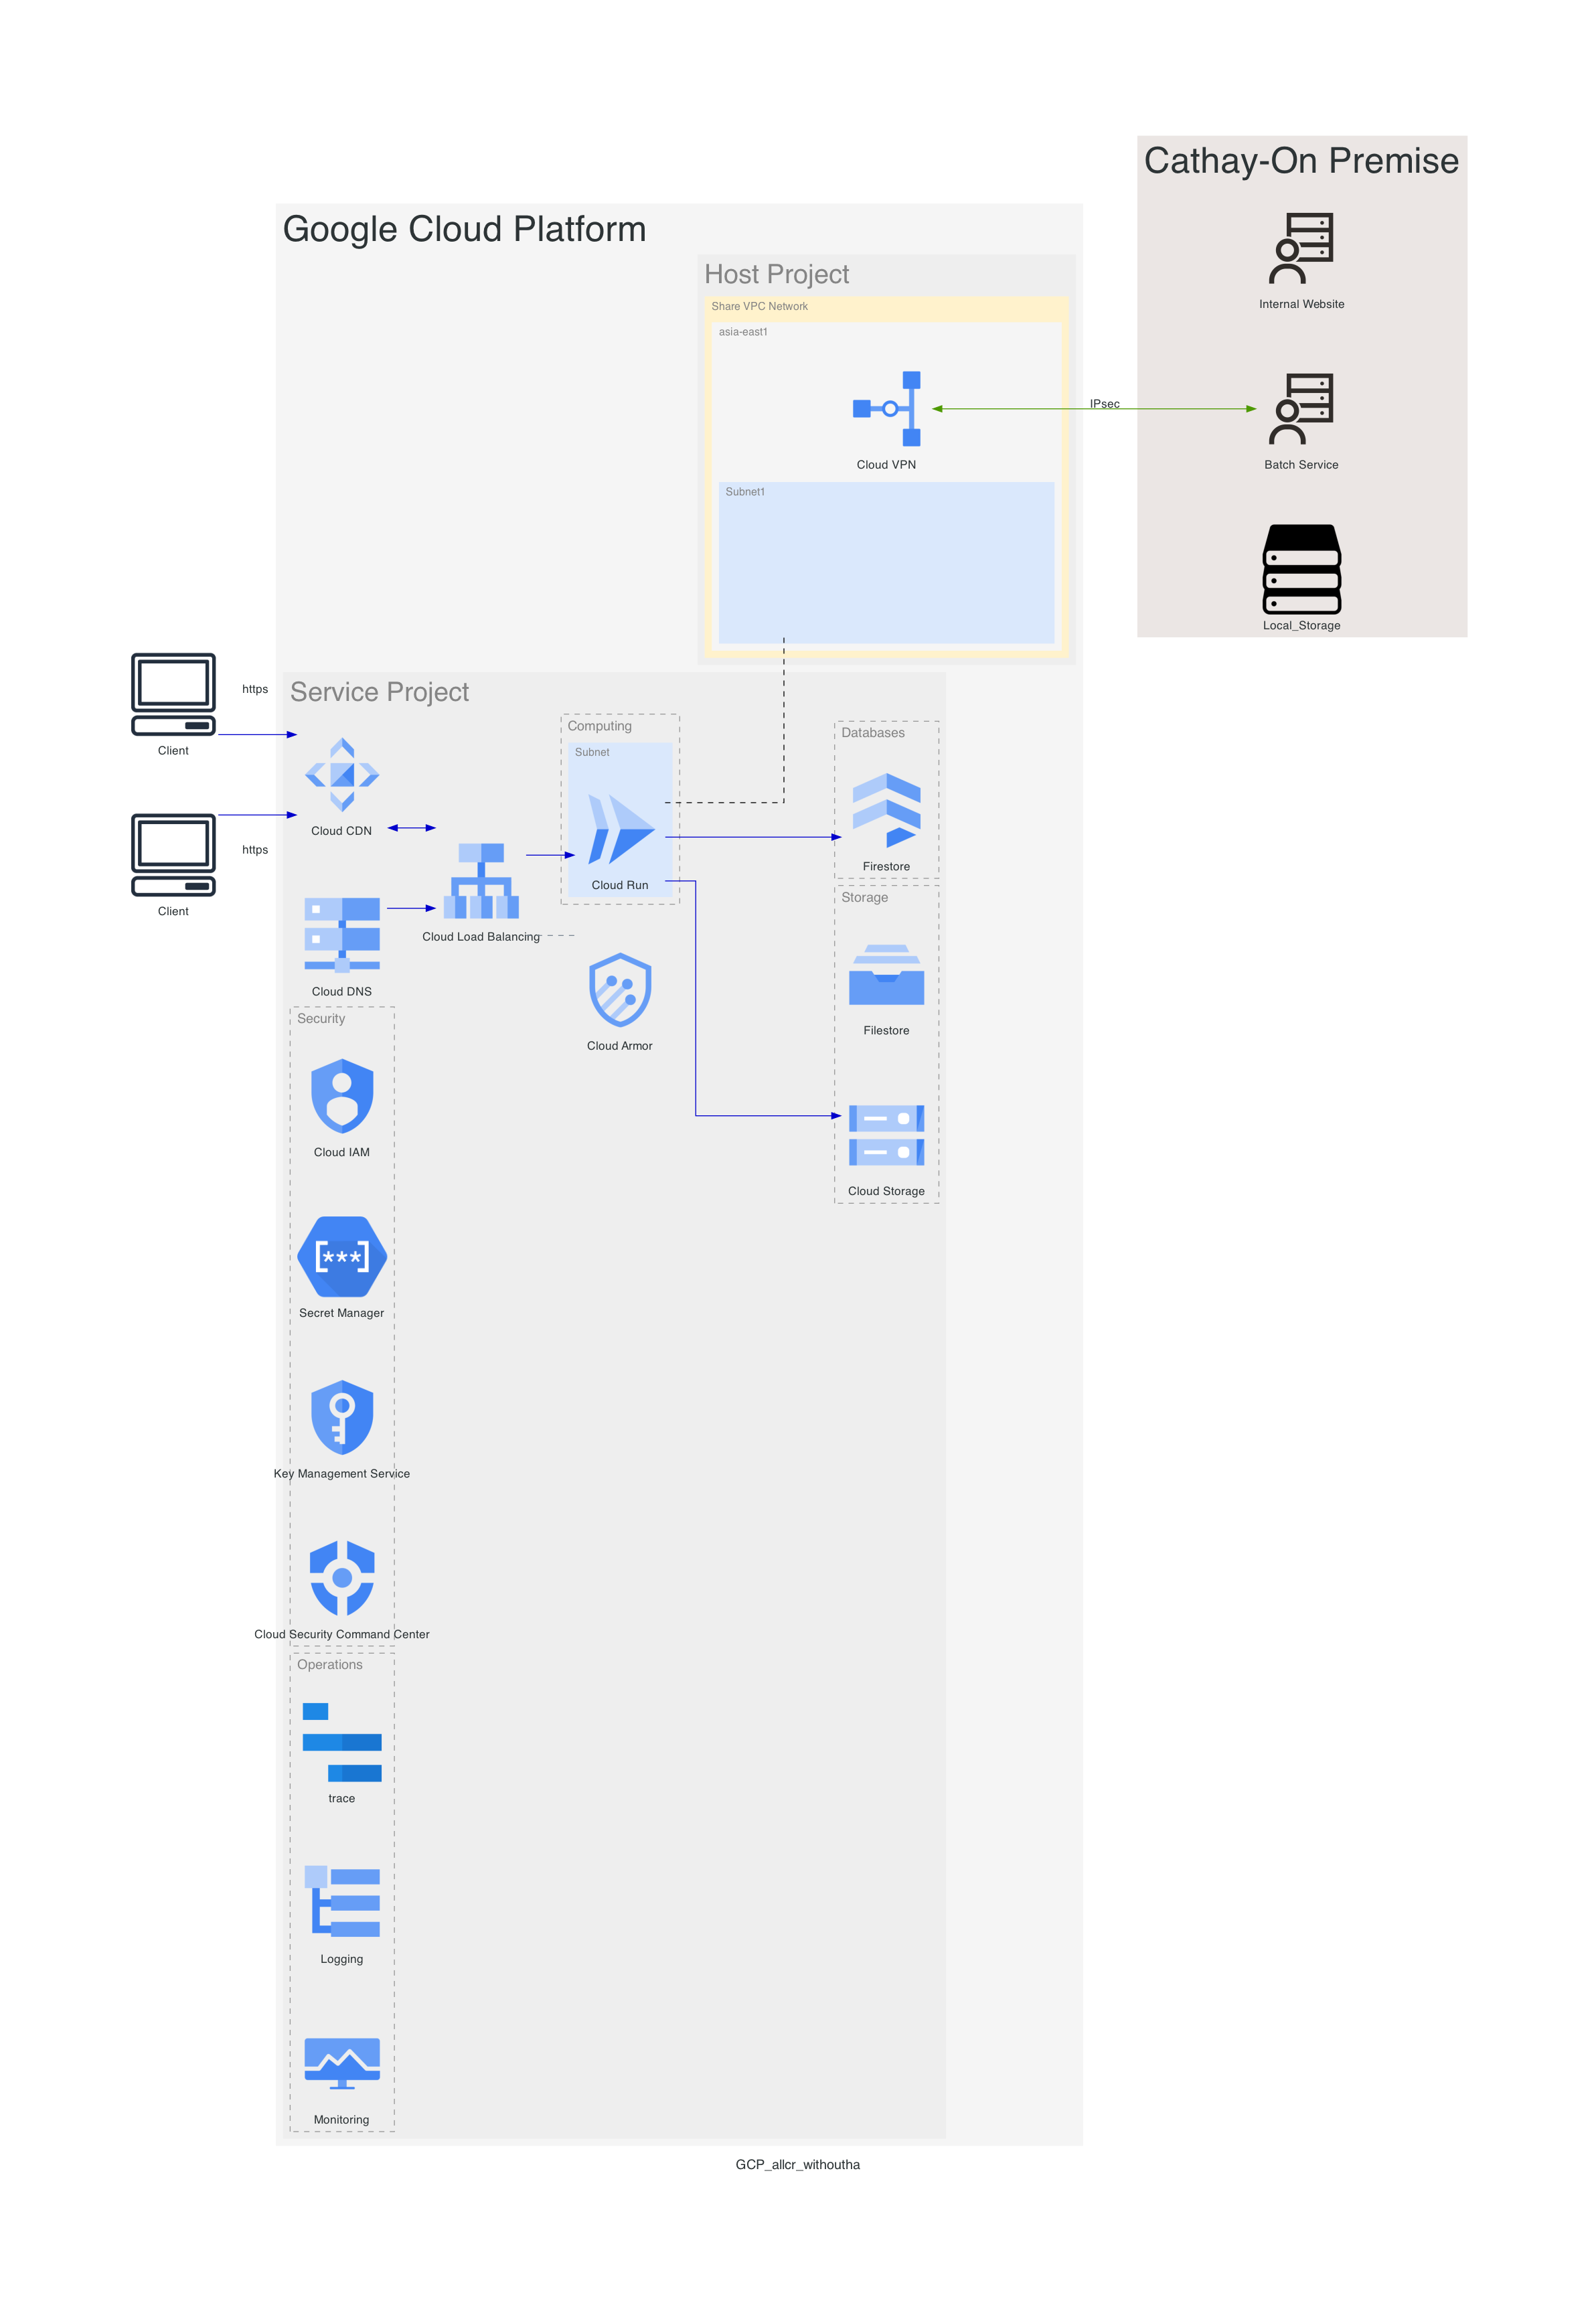 Cathay-On Premise
Internal Website
Batch Service
Local_Storage
Google Cloud Platform
Host Project
Share VPC Network
asia-east1
Cloud VPN
IPsec
Subnet1
https
Client
https
Client
Service Project
Cloud CDN
Cloud DNS
Cloud Load Balancing
Computing
Subnet
Cloud Run
Cloud Armor
Databases
Firestore
Storage
Filestore
Cloud Storage
Security
Cloud IAM
[***]
Secret Manager
Key Management Service
Cloud Security Command Center
Operations
trace
Logging
Monitoring
GCP_allcr_withoutha